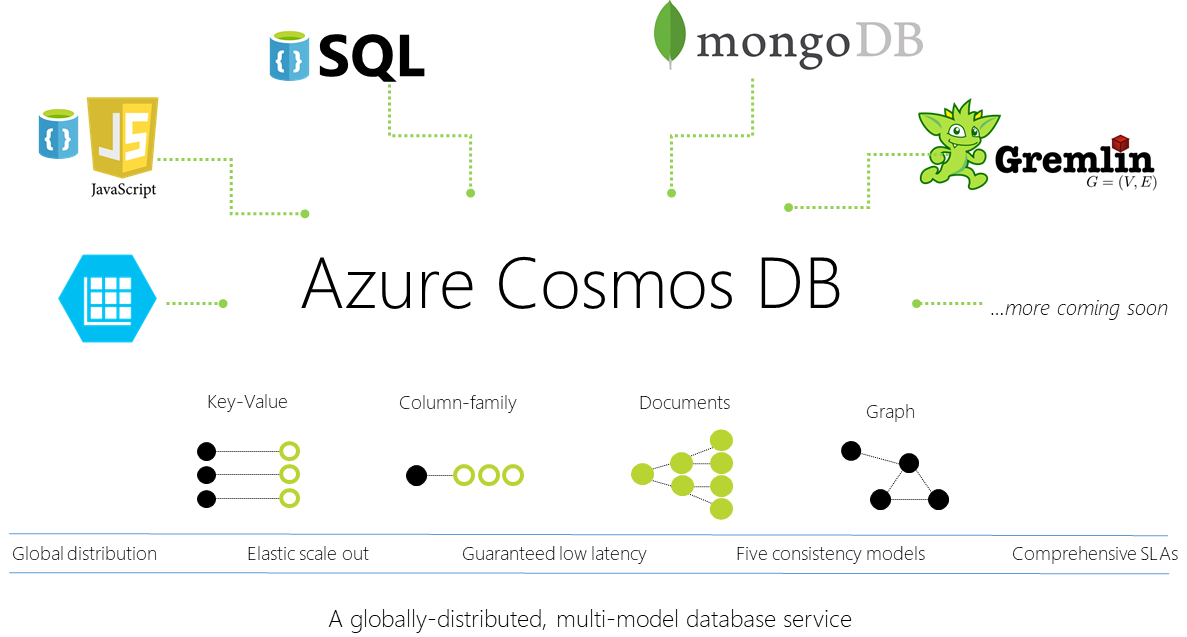 SQL
mongoDB
{ }
{ }
JS
JavaScript
Gremlin
G = (V, E)
Azure Cosmos DB
...more coming soon
Key-Value
Column-family
Documents
Graph
Global distribution
Elastic scale out
Guaranteed low latency
Five consistency models
Comprehensive SLAs
A globally-distributed, multi-model database service